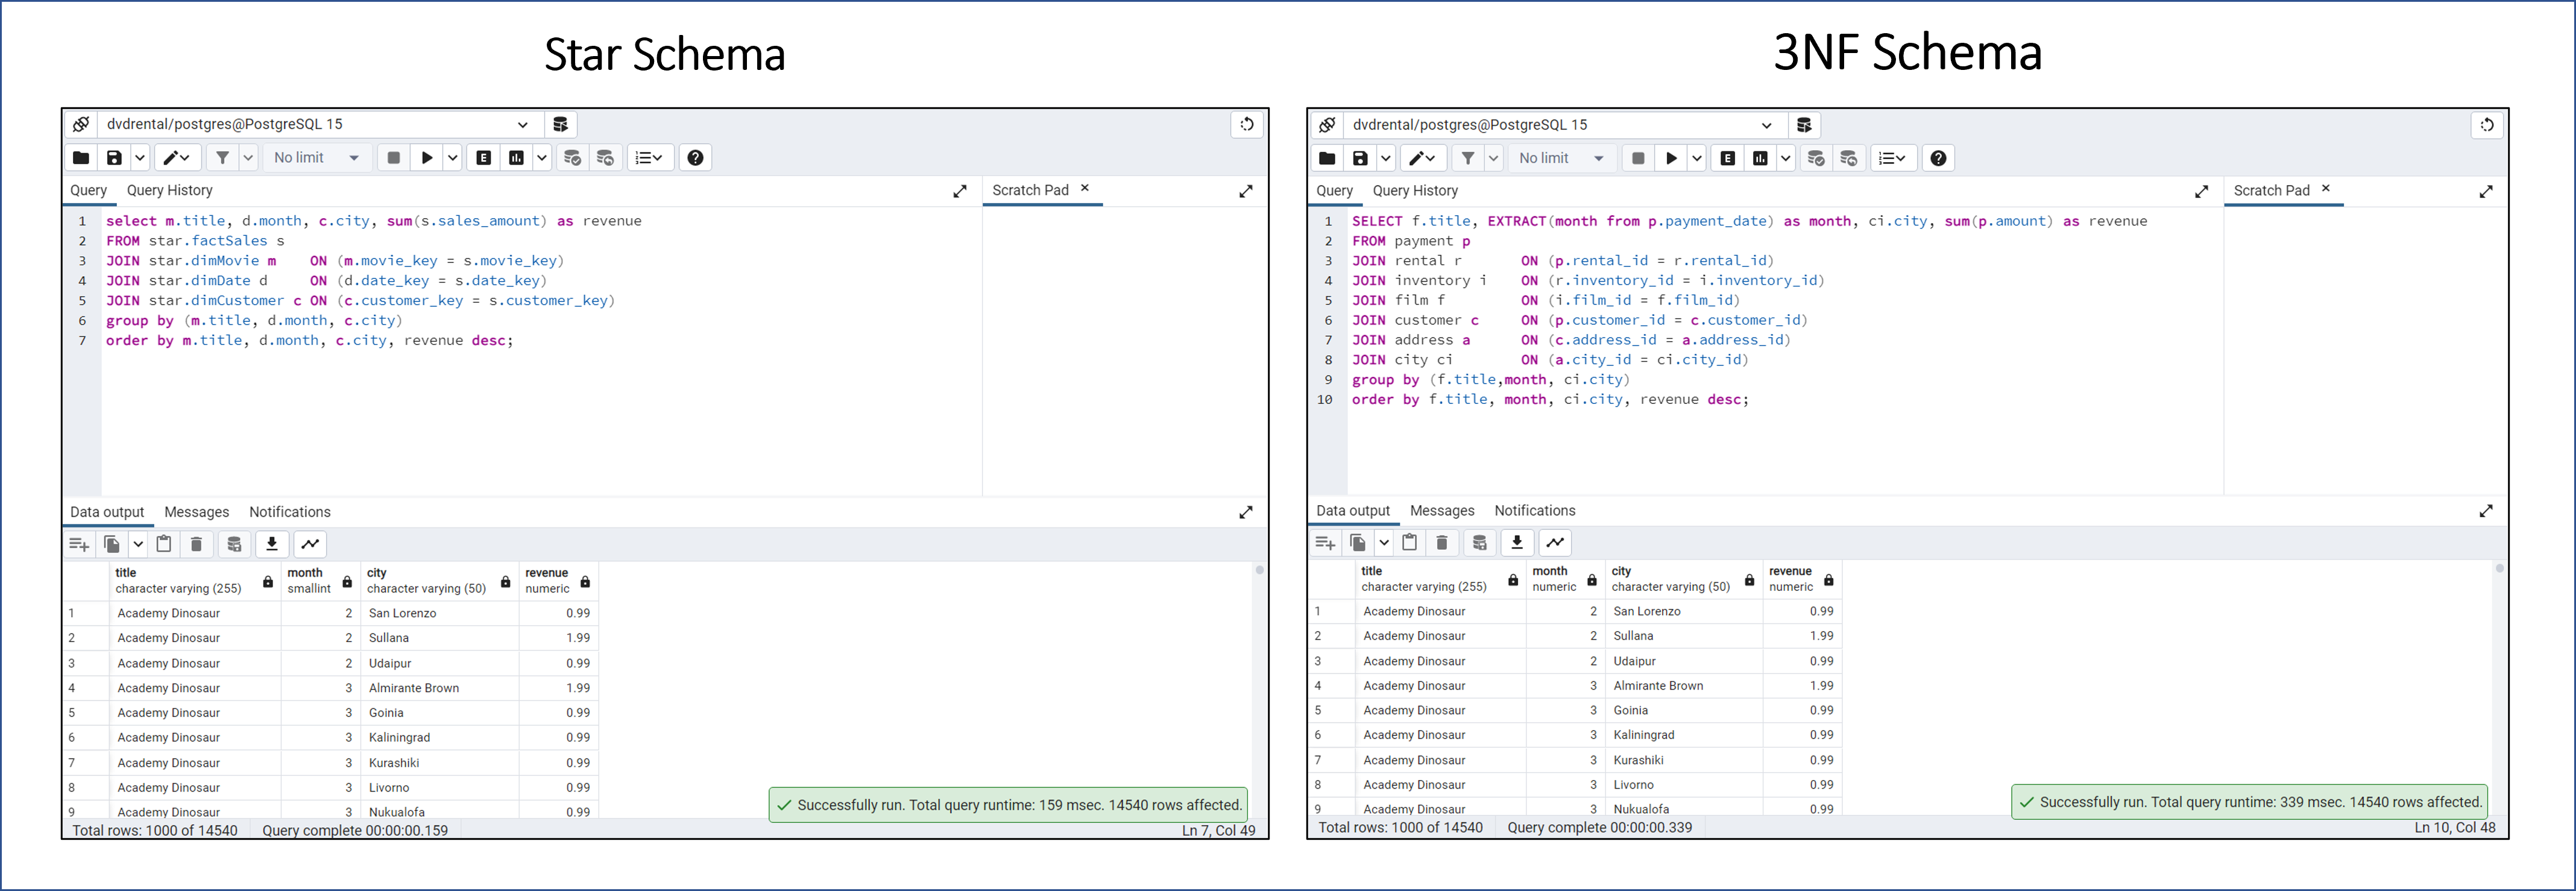 Star Schema
dvdrental/postgres@PostgreSQL 15
No limit
E
Query Query History
Scratch Pad ×
1 select m.title, d.month, c.city, sum(s.sales_amount) as revenue
2 FROM star.factSales s
3 JOIN star.dimMovie m ON (m.movie_key = s.movie_key)
4 JOIN star.dimDate d ON (d.date_key = s.date_key)
5 JOIN star.dimCustomer c ON (c.customer_key = s.customer_key)
6 group by (m.title, d.month, c.city)
7 order by m.title, d.month, c.city, revenue desc;
Data output Messages Notifications
title month city revenue
character varying (255) smallint character varying (50) numeric
1 Academy Dinosaur 2 San Lorenzo 0.99
2 Academy Dinosaur 2 Sullana 1.99
3 Academy Dinosaur 2 Udaipur 0.99
4 Academy Dinosaur 3 Almirante Brown 1.99
5 Academy Dinosaur 3 Goinia 0.99
6 Academy Dinosaur 3 Kaliningrad 0.99
7 Academy Dinosaur 3 Kurashiki 0.99
8 Academy Dinosaur 3 Livorno 0.99
9 Academy Dinosaur 3 Nukualofa 0.99
✓ Successfully run. Total query runtime: 159 msec. 14540 rows affected.
Total rows: 1000 of 14540 Query complete 00:00:00.159 Ln 7, Col 49
3NF Schema
dvdrental/postgres@PostgreSQL 15
No limit
E
Query Query History
Scratch Pad ×
1 SELECT f.title, EXTRACT(month from p.payment_date) as month, ci.city, sum(p.amount) as revenue
2 FROM payment p
3 JOIN rental r ON (p.rental_id = r.rental_id)
4 JOIN inventory i ON (r.inventory_id = i.inventory_id)
5 JOIN film f ON (i.film_id = f.film_id)
6 JOIN customer c ON (p.customer_id = c.customer_id)
7 JOIN address a ON (c.address_id = a.address_id)
8 JOIN city ci ON (a.city_id = ci.city_id)
9 group by (f.title,month, ci.city)
10 order by f.title, month, ci.city, revenue desc;
Data output Messages Notifications
title month city revenue
character varying (255) numeric character varying (50) numeric
1 Academy Dinosaur 2 San Lorenzo 0.99
2 Academy Dinosaur 2 Sullana 1.99
3 Academy Dinosaur 2 Udaipur 0.99
4 Academy Dinosaur 3 Almirante Brown 1.99
5 Academy Dinosaur 3 Goinia 0.99
6 Academy Dinosaur 3 Kaliningrad 0.99
7 Academy Dinosaur 3 Kurashiki 0.99
8 Academy Dinosaur 3 Livorno 0.99
9 Academy Dinosaur 3 Nukualofa 0.99
✓ Successfully run. Total query runtime: 339 msec. 14540 rows affected.
Total rows: 1000 of 14540 Query complete 00:00:00.339 Ln 10, Col 48